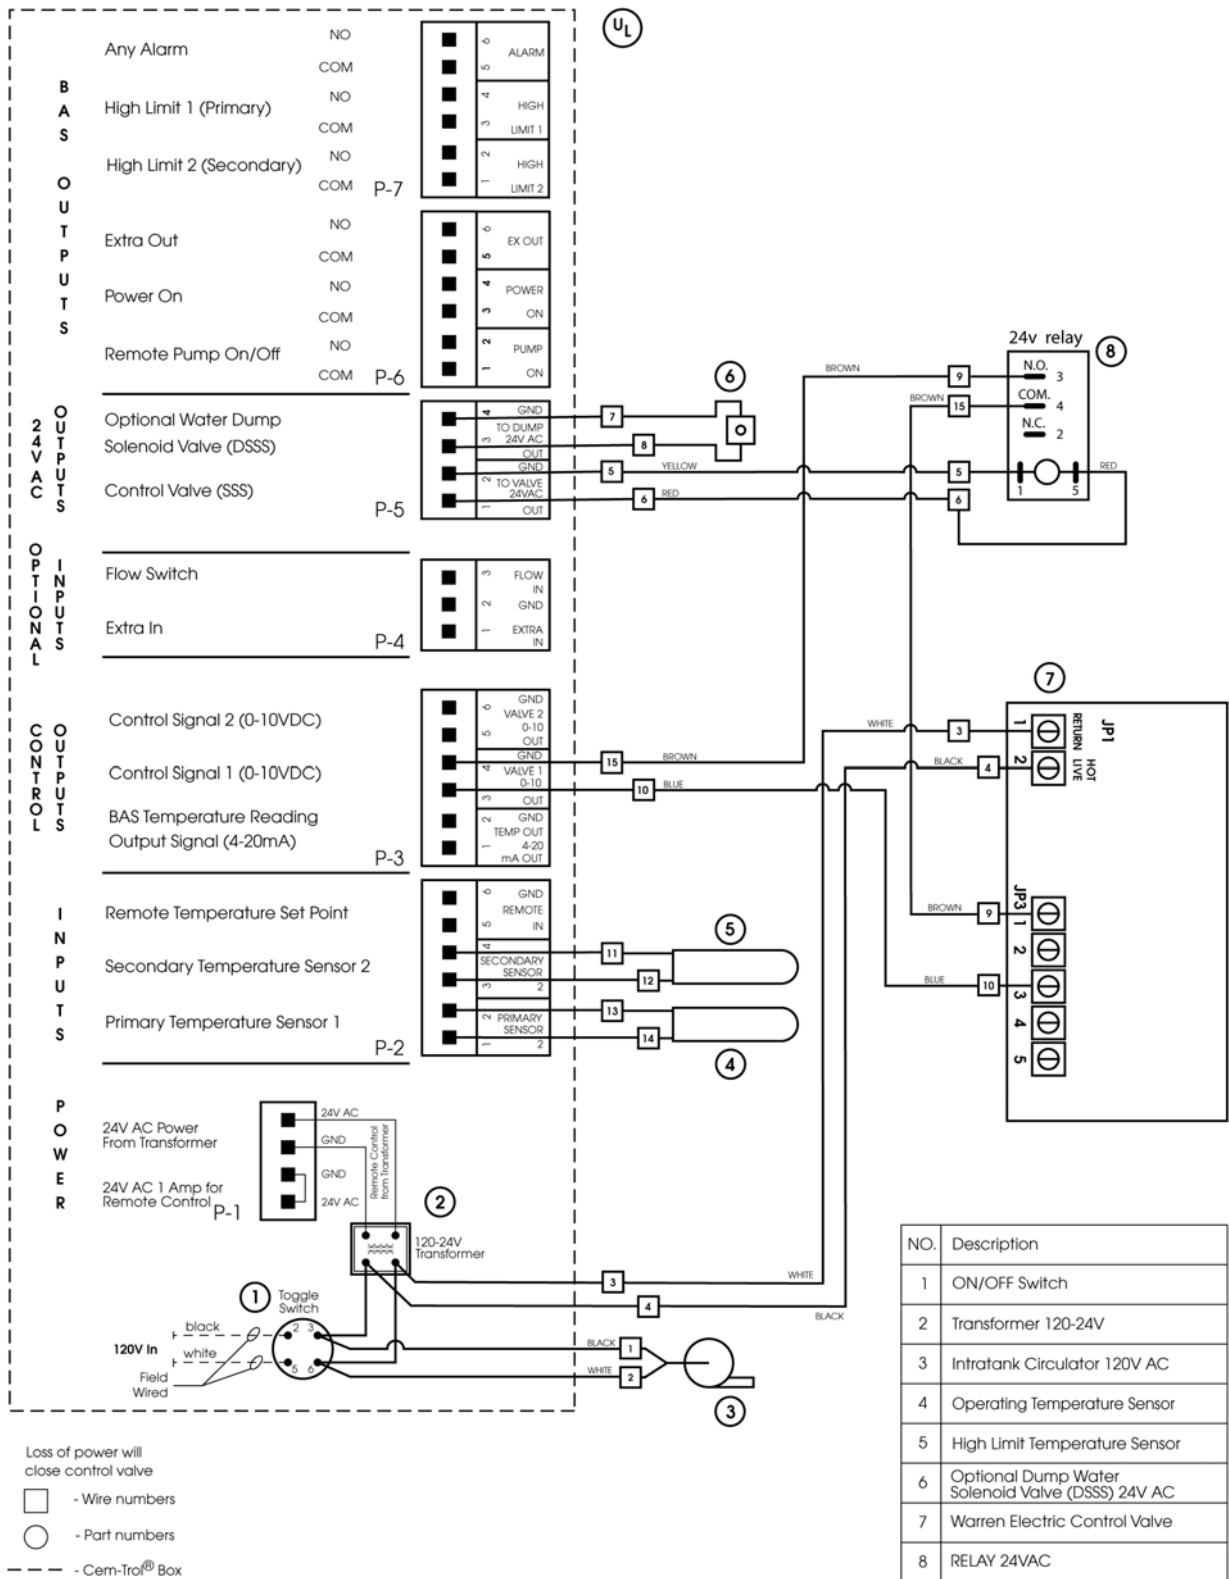 UL
BAS OUTPUTS
Any Alarm
NO
COM
High Limit 1 (Primary)
NO
COM
High Limit 2 (Secondary)
NO
COM
P-7
6
ALARM
5
4
HIGH
3
LIMIT 1
2
HIGH
1
LIMIT 2
Extra Out
NO
COM
Power On
NO
COM
Remote Pump On/Off
NO
COM
P-6
6
EX OUT
5
4
POWER
3
ON
2
PUMP
1
ON
24VAC OUTPUTS
Optional Water Dump
Solenoid Valve (DSSS)
Control Valve (SSS)
P-5
4
GND
TO DUMP
3
24V AC
OUT
GND
2
TO VALVE
24VAC
1
OUT
7
8
6
5
YELLOW
5
6
RED
6
24v relay
8
N.O.
3
COM.
4
N.C.
2
1
5
RED
BROWN
9
BROWN
15
OPTIONAL INPUTS
Flow Switch
Extra In
P-4
3
FLOW
IN
2
GND
1
EXTRA
IN
CONTROL OUTPUTS
Control Signal 2 (0-10VDC)
Control Signal 1 (0-10VDC)
BAS Temperature Reading
Output Signal (4-20mA)
P-3
6
GND
VALVE 2
5
0-10
OUT
GND
4
VALVE 1
0-10
3
OUT
2
GND
TEMP OUT
1
4-20
mA OUT
15
BROWN
10
BLUE
7
WHITE
3
BLACK
4
1
RETURN
JP1
2
HOT
LIVE
JP3
BROWN
9
1
2
BLUE
10
3
4
5
INPUTS
Remote Temperature Set Point
Secondary Temperature Sensor 2
Primary Temperature Sensor 1
P-2
6
GND
REMOTE
5
IN
4
SECONDARY
SENSOR
3
2
2
PRIMARY
SENSOR
1
2
11
12
5
13
14
4
POWER
24V AC Power
From Transformer
24V AC 1 Amp for
Remote Control
P-1
24V AC
GND
GND
24V AC
Remote Control
from Transformer
2
120-24V
Transformer
3
WHITE
4
BLACK
1
Toggle
Switch
black
120V In
white
Field
Wired
2
3
5
6
BLACK
1
WHITE
2
3
Loss of power will
close control valve
- Wire numbers
- Part numbers
- Cem-Trol® Box
NO. Description
1 ON/OFF Switch
2 Transformer 120-24V
3 Intratank Circulator 120V AC
4 Operating Temperature Sensor
5 High Limit Temperature Sensor
6 Optional Dump Water
Solenoid Valve (DSSS) 24V AC
7 Warren Electric Control Valve
8 RELAY 24VAC